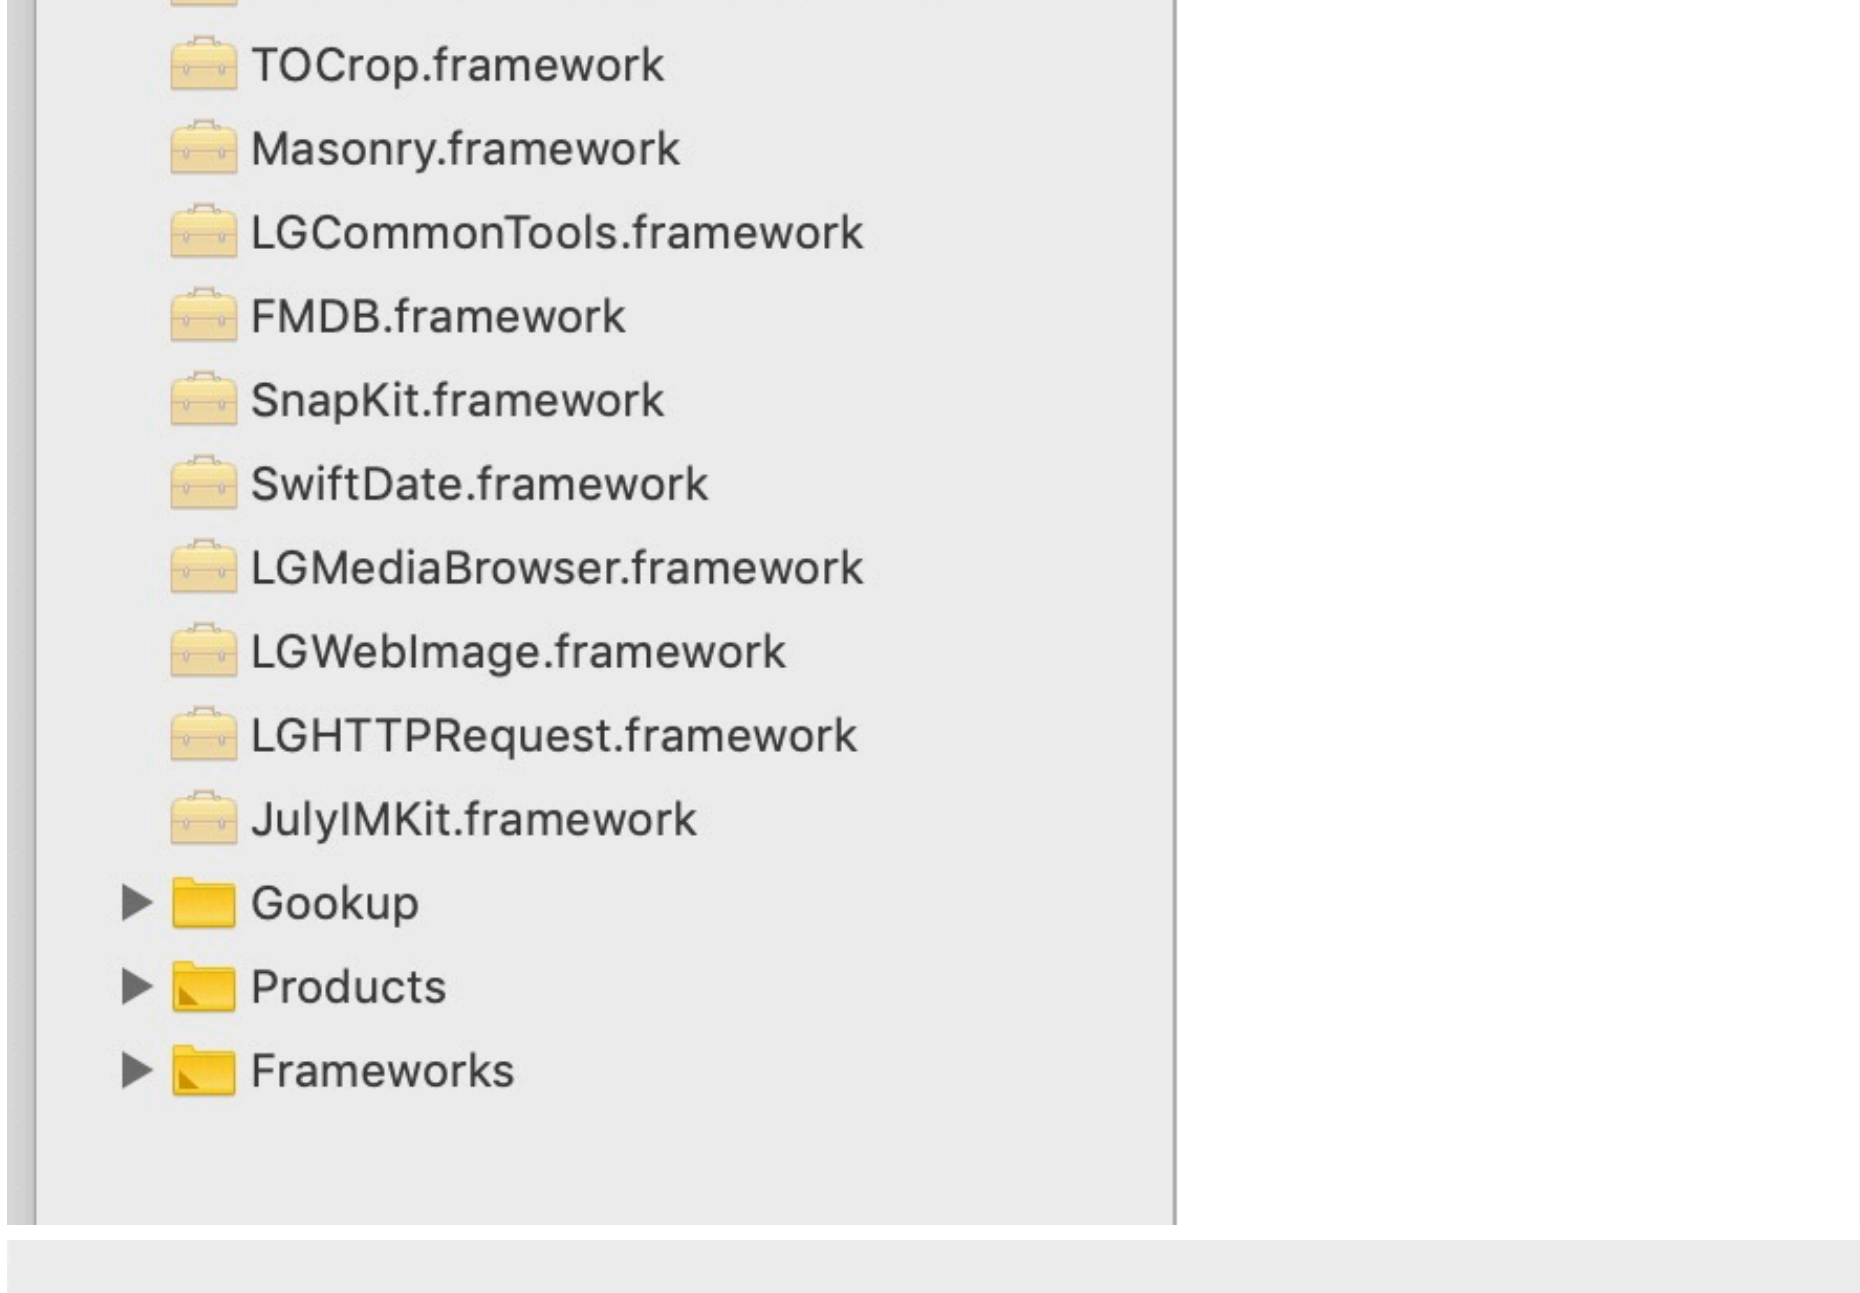 TOCrop.framework
Masonry.framework
LGCommonTools.framework
FMDB.framework
SnapKit.framework
SwiftDate.framework
LGMediaBrowser.framework
LGWebImage.framework
LGHTTPRequest.framework
JulyIMKit.framework
Gookup
Products
Frameworks